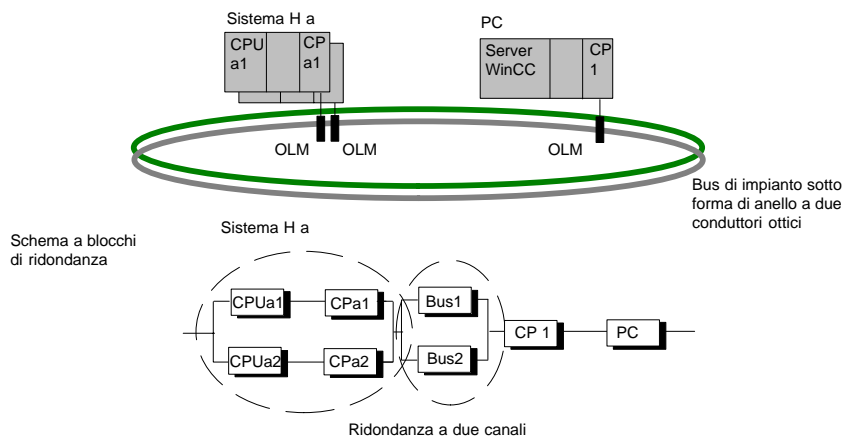 Sistema H a
PC
CPU
a1
CP
a1
Server
WinCC
CP
1
OLM
OLM
OLM
Bus di impianto sotto
forma di anello a due
conduttori ottici
Schema a blocchi
di ridondanza
Sistema H a
CPUa1
CPa1
Bus1
CP 1
PC
CPUa2
CPa2
Bus2
Ridondanza a due canali